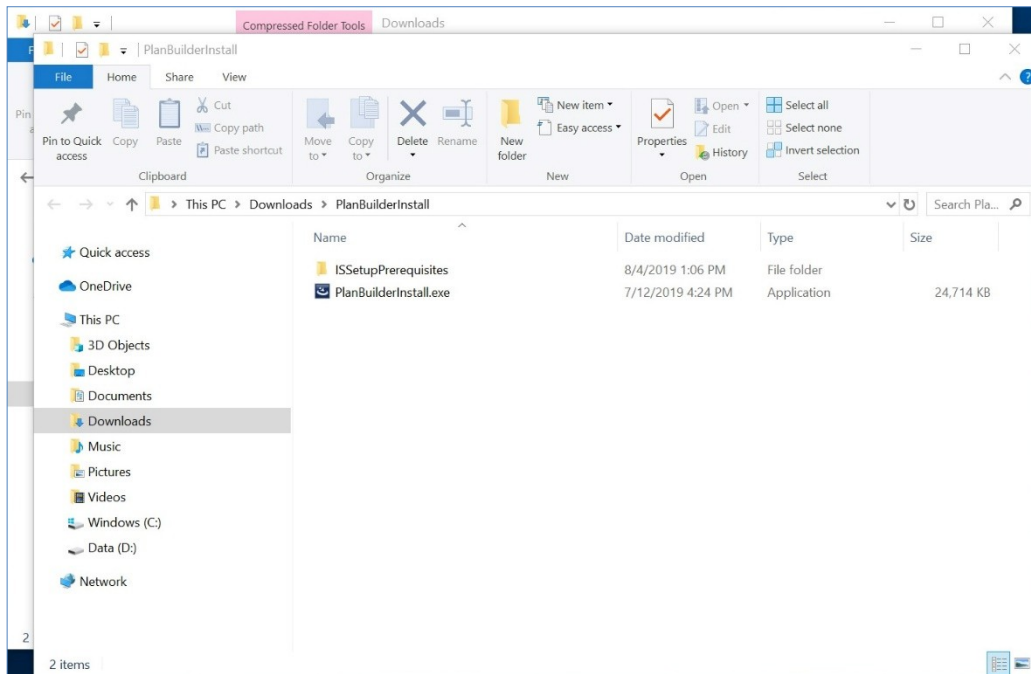 Compressed Folder Tools Downloads
PlanBuilderInstall
File Home Share View
Pin to Quick access
Copy
Paste
Cut
Copy path
Paste shortcut
Move to
Copy to
Delete
Rename
New folder
New item
Easy access
Properties
Open
Edit
History
Select all
Select none
Invert selection
Clipboard Organize New Open Select
This PC > Downloads > PlanBuilderInstall
Search Pla...
Name Date modified Type Size
ISSetupPrerequisites 8/4/2019 1:06 PM File folder
PlanBuilderInstall.exe 7/12/2019 4:24 PM Application 24,714 KB
Quick access
OneDrive
This PC
3D Objects
Desktop
Documents
Downloads
Music
Pictures
Videos
Windows (C:)
Data (D:)
Network
2
2 items